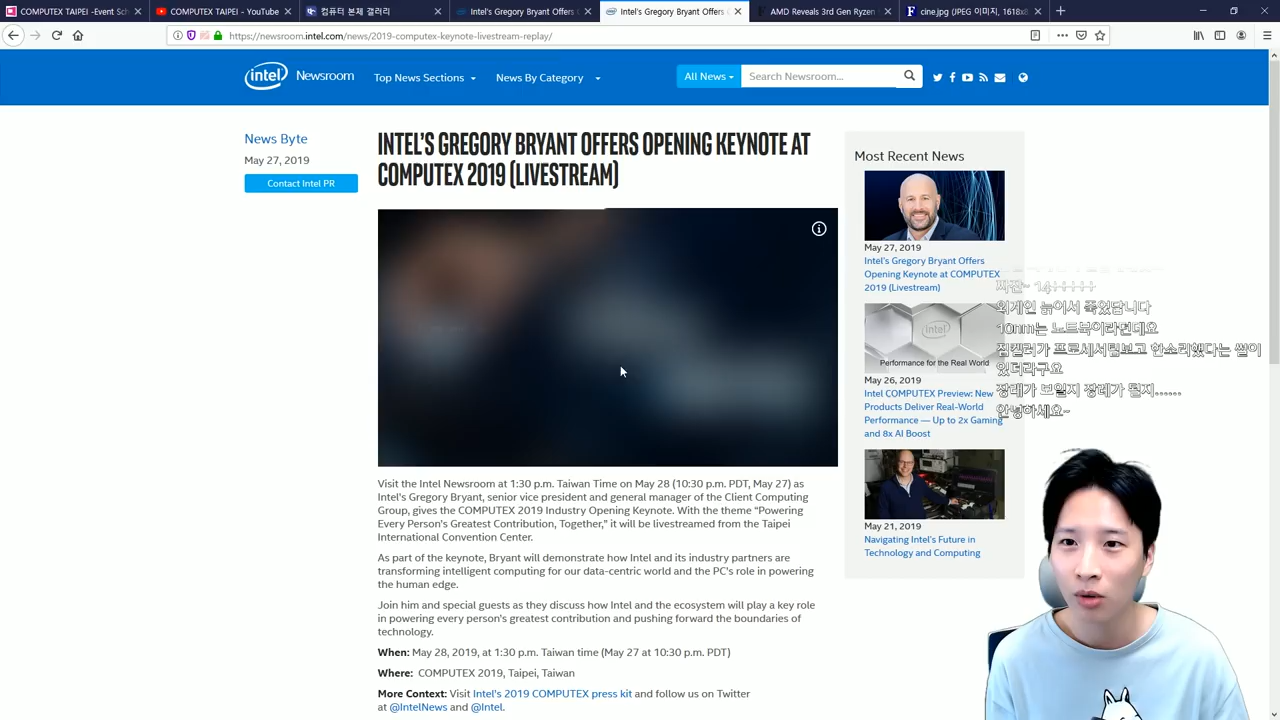 COMPUTEX TAIPEI - Event Sch
COMPUTEX TAIPEI - YouTube
컴퓨터 본체 갤러리
Intel's Gregory Bryant Offers O
Intel's Gregory Bryant Offers O
AMD Reveals 3rd Gen Ryzen
cine.jpg (JPEG 이미지, 1618x8
https://newsroom.intel.com/news/2019-computex-keynote-livestream-replay/
intel Newsroom
Top News Sections
News By Category
All News
Search Newsroom...
News Byte
May 27, 2019
Contact Intel PR
INTEL'S GREGORY BRYANT OFFERS OPENING KEYNOTE AT
COMPUTEX 2019 (LIVESTREAM)
Visit the Intel Newsroom at 1:30 p.m. Taiwan Time on May 28 (10:30 p.m. PDT, May 27) as
Intel's Gregory Bryant, senior vice president and general manager of the Client Computing
Group, gives the COMPUTEX 2019 Industry Opening Keynote. With the theme “Powering
Every Person's Greatest Contribution, Together,” it will be livestreamed from the Taipei
International Convention Center.
As part of the keynote, Bryant will demonstrate how Intel and its industry partners are
transforming intelligent computing for our data-centric world and the PC's role in powering
the human edge.
Join him and special guests as they discuss how Intel and the ecosystem will play a key role
in powering every person's greatest contribution and pushing forward the boundaries of
technology.
When: May 28, 2019, at 1:30 p.m. Taiwan time (May 27 at 10:30 p.m. PDT)
Where: COMPUTEX 2019, Taipei, Taiwan
More Context: Visit Intel's 2019 COMPUTEX press kit and follow us on Twitter
at @IntelNews and @Intel.
Most Recent News
May 27, 2019
Intel's Gregory Bryant Offers
Opening Keynote at COMPUTEX
2019 (Livestream)
intel
Performance for the Real World
May 26, 2019
Intel COMPUTEX Preview: New
Products Deliver Real-World
Performance — Up to 2x Gaming
and 8x AI Boost
May 21, 2019
Navigating Intel's Future in
Technology and Computing
짜잔~ 14+++++
외계인 늙어서 죽었답니다
10nm는 노트북이라던데요
짐켈러가 프로세서팀보고 한소리했다는 썰이
있더라구요
장래가 보일지 장례가 될지......
안녕하세요~